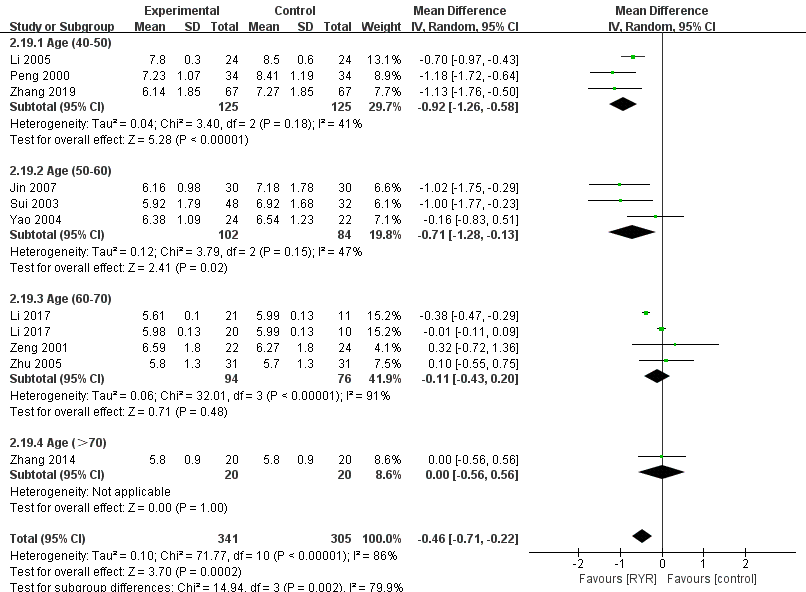 Experimental Control Mean Difference Mean Difference
Study or Subgroup Mean SD Total Mean SD Total Weight IV, Random, 95% CI IV, Random, 95% CI
2.19.1 Age (40-50)
Li 2005 7.8 0.3 24 8.5 0.6 24 13.1% -0.70 [-0.97, -0.43]
Peng 2000 7.23 1.07 34 8.41 1.19 34 8.9% -1.18 [-1.72, -0.64]
Zhang 2019 6.14 1.85 67 7.27 1.85 67 7.7% -1.13 [-1.76, -0.50]
Subtotal (95% CI) 125 125 29.7% -0.92 [-1.26, -0.58]
Heterogeneity: Tau² = 0.04; Chi² = 3.40, df = 2 (P = 0.18); I² = 41%
Test for overall effect: Z = 5.28 (P < 0.00001)
2.19.2 Age (50-60)
Jin 2007 6.16 0.98 30 7.18 1.78 30 6.6% -1.02 [-1.75, -0.29]
Sui 2003 5.92 1.79 48 6.92 1.68 32 6.2% -1.00 [-1.77, -0.23]
Yao 2004 6.38 1.09 24 6.54 1.23 22 7.1% -0.16 [-0.83, 0.51]
Subtotal (95% CI) 102 84 19.8% -0.71 [-1.28, -0.13]
Heterogeneity: Tau² = 0.12; Chi² = 3.79, df = 2 (P = 0.15); I² = 47%
Test for overall effect: Z = 2.41 (P = 0.02)
2.19.3 Age (60-70)
Li 2017 5.61 0.1 21 5.99 0.13 11 15.2% -0.38 [-0.47, -0.29]
Li 2017 5.98 0.13 20 5.99 0.13 10 15.2% -0.01 [-0.11, 0.09]
Zeng 2001 6.59 1.8 22 6.27 1.8 24 4.1% 0.32 [-0.72, 1.36]
Zhu 2005 5.8 1.3 31 5.7 1.3 31 7.5% 0.10 [-0.55, 0.75]
Subtotal (95% CI) 94 76 41.9% -0.11 [-0.43, 0.20]
Heterogeneity: Tau² = 0.06; Chi² = 32.01, df = 3 (P < 0.00001); I² = 91%
Test for overall effect: Z = 0.71 (P = 0.48)
2.19.4 Age (＞70)
Zhang 2014 5.8 0.9 20 5.8 0.9 20 8.6% 0.00 [-0.56, 0.56]
Subtotal (95% CI) 20 20 8.6% 0.00 [-0.56, 0.56]
Heterogeneity: Not applicable
Test for overall effect: Z = 0.00 (P = 1.00)
Total (95% CI) 341 305 100.0% -0.46 [-0.71, -0.22]
Heterogeneity: Tau² = 0.10; Chi² = 71.77, df = 10 (P < 0.00001); I² = 86%
Test for overall effect: Z = 3.70 (P = 0.0002)
Test for subgroup differences: Chi² = 14.94, df = 3 (P = 0.002), I² = 79.9%
-2 -1 0 1 2
Favours [RYR] Favours [control]